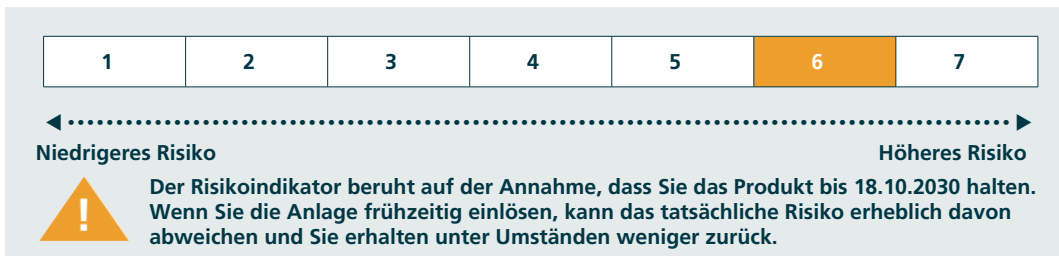 1 2 3 4 5 6 7
Niedrigeres Risiko Höheres Risiko
!
Der Risikoindikator beruht auf der Annahme, dass Sie das Produkt bis 18.10.2030 halten.
Wenn Sie die Anlage frühzeitig einlösen, kann das tatsächliche Risiko erheblich davon
abweichen und Sie erhalten unter Umständen weniger zurück.